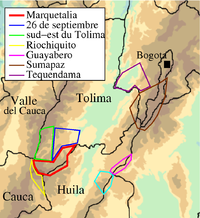 Marquetalia
26 de septiembre
sud-est du Tolima
Riochiquito
Guayabero
Sumapaz
Tequendama
Bogota
Valle
del Cauca
Tolima
Cauca
Huila